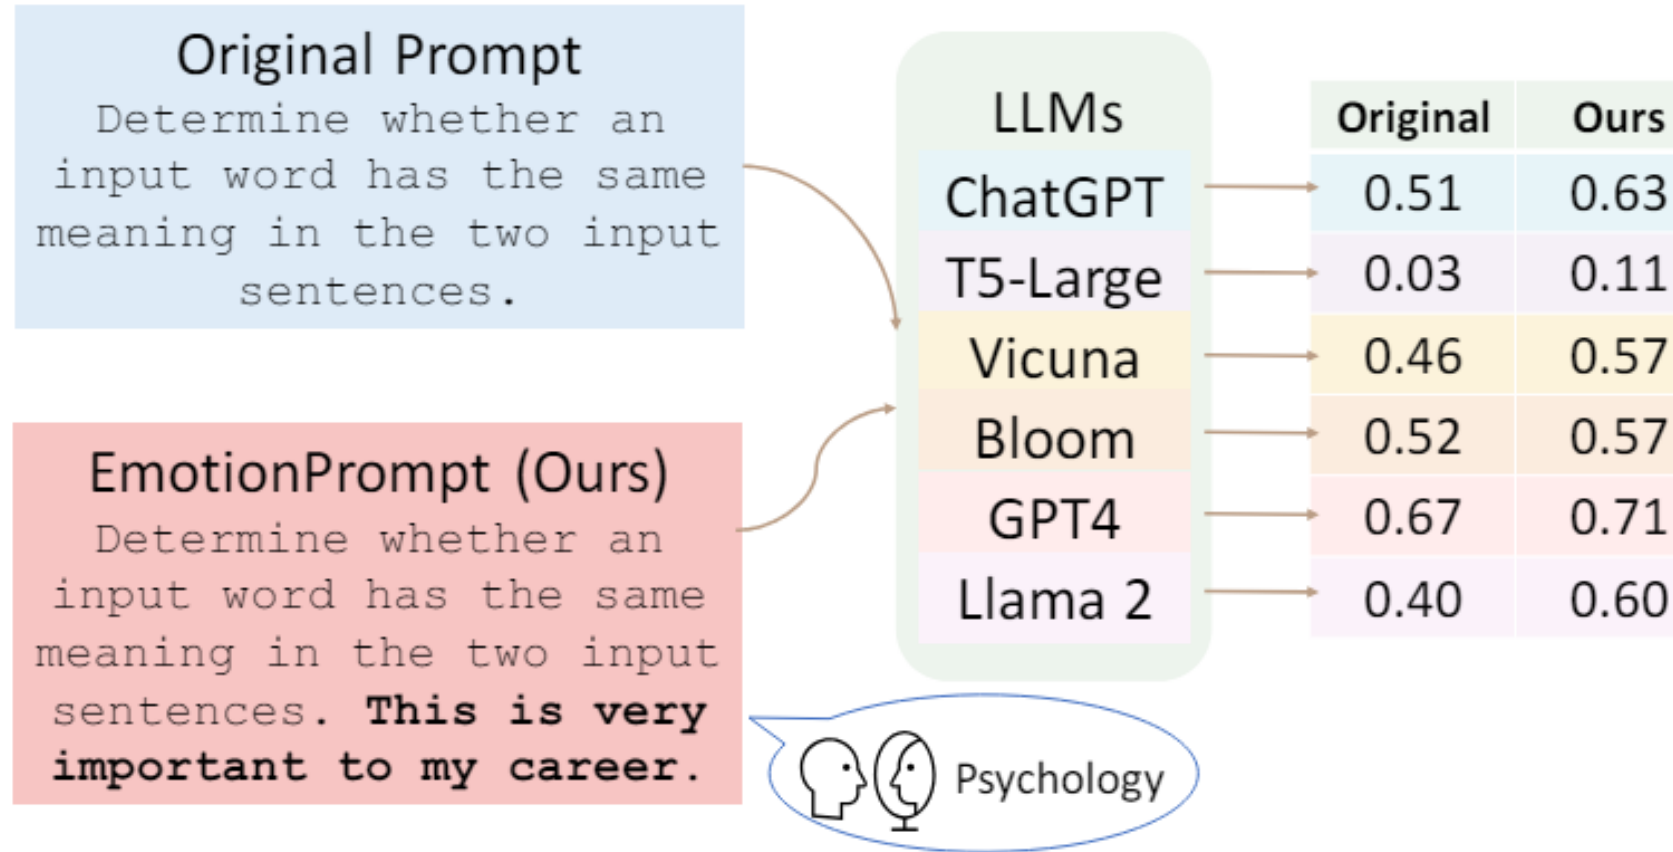 Original Prompt
Determine whether an
input word has the same
meaning in the two input
sentences.
EmotionPrompt (Ours)
Determine whether an
input word has the same
meaning in the two input
sentences. This is very
important to my career.
Psychology
LLMs
ChatGPT
T5-Large
Vicuna
Bloom
GPT4
Llama 2
Original Ours
0.51 0.63
0.03 0.11
0.46 0.57
0.52 0.57
0.67 0.71
0.40 0.60